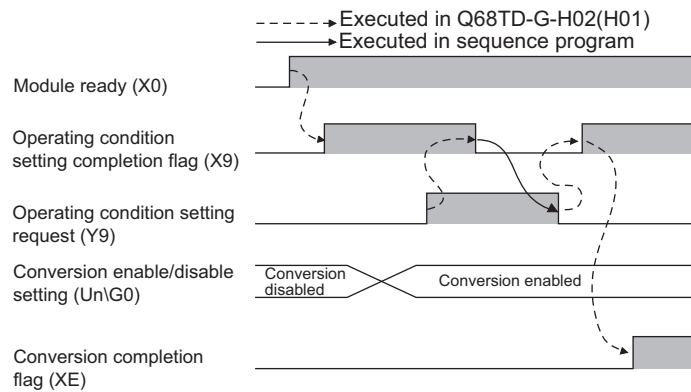 Executed in Q68TD-G-H02(H01)
Executed in sequence program
Module ready (X0)
Operating condition
setting completion flag (X9)
Operating condition setting
request (Y9)
Conversion enable/disable
setting (Un\G0)
Conversion
disabled
Conversion enabled
Conversion completion
flag (XE)